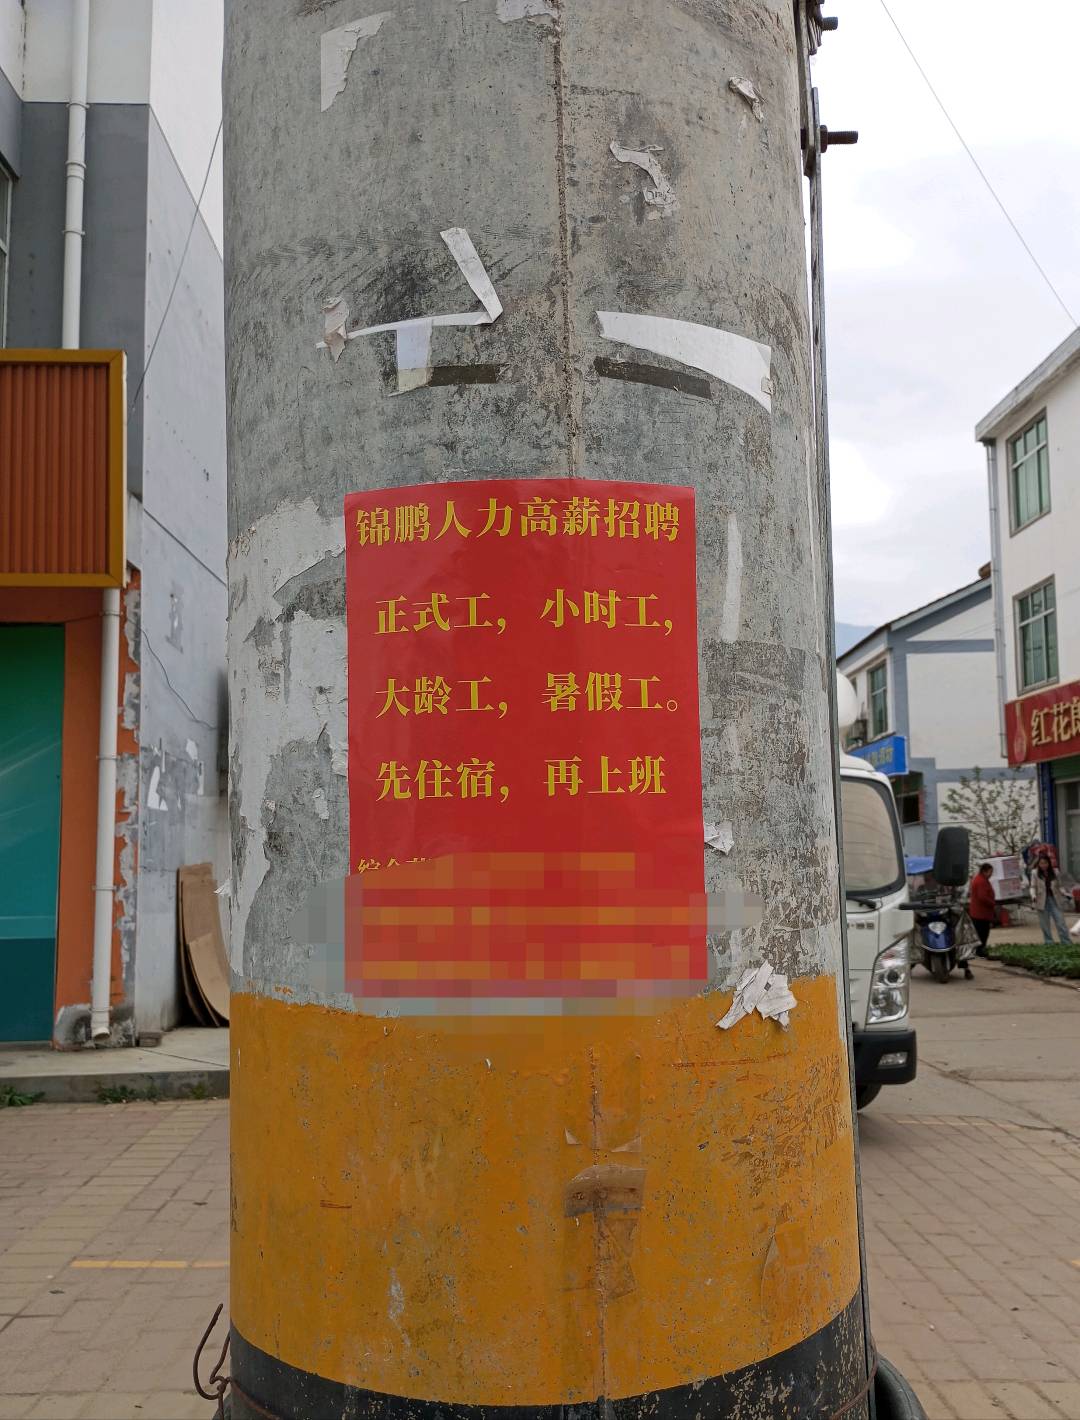 锦鹏人力高薪招聘
正式工，小时工，
大龄工，暑假工。
先住宿，再上班
红花郎